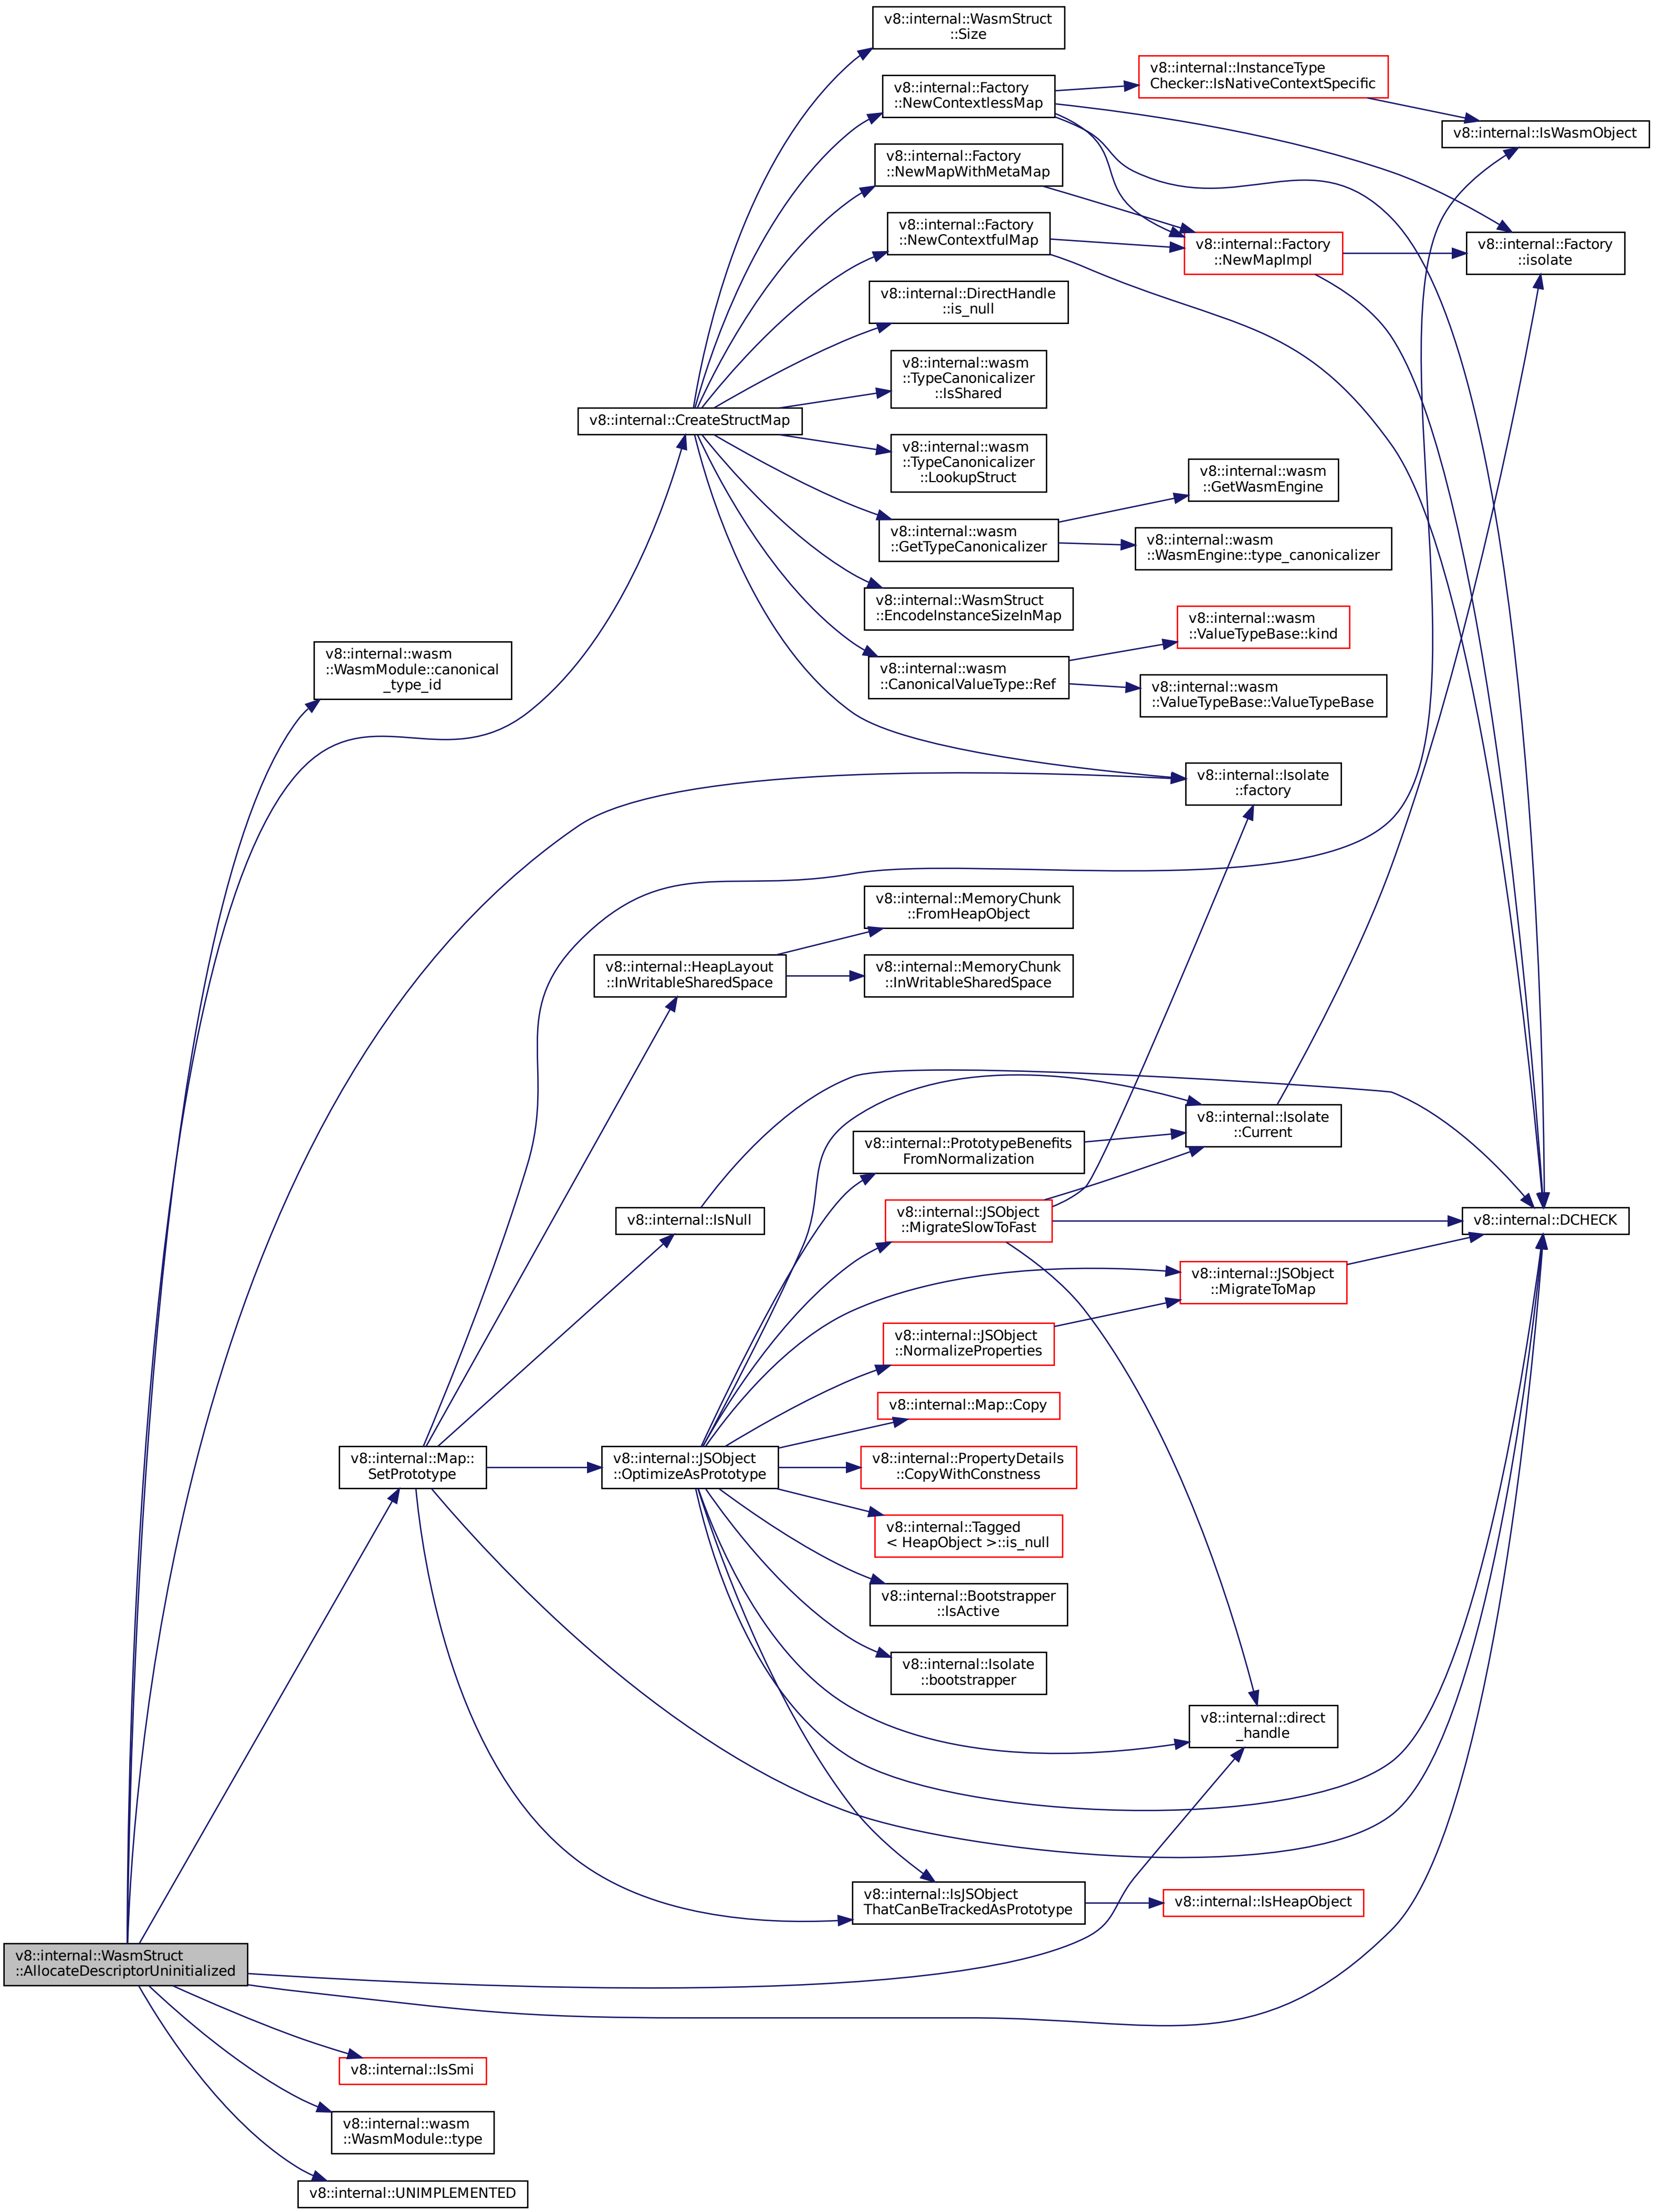 v8::internal::WasmStruct
::Size
v8::internal::Factory
::NewContextlessMap
v8::internal::InstanceType
Checker::IsNativeContextSpecific
v8::internal::IsWasmObject
v8::internal::Factory
::NewMapWithMetaMap
v8::internal::Factory
::NewContextfulMap
v8::internal::Factory
::NewMapImpl
v8::internal::Factory
::isolate
v8::internal::DirectHandle
::is_null
v8::internal::wasm
::TypeCanonicalizer
::IsShared
v8::internal::CreateStructMap
v8::internal::wasm
::TypeCanonicalizer
::LookupStruct
v8::internal::wasm
::GetWasmEngine
v8::internal::wasm
::GetTypeCanonicalizer
v8::internal::wasm
::WasmEngine::type_canonicalizer
v8::internal::WasmStruct
::EncodeInstanceSizeInMap
v8::internal::wasm
::ValueTypeBase::kind
v8::internal::wasm
::WasmModule::canonical
_type_id
v8::internal::wasm
::CanonicalValueType::Ref
v8::internal::wasm
::ValueTypeBase::ValueTypeBase
v8::internal::Isolate
::factory
v8::internal::MemoryChunk
::FromHeapObject
v8::internal::HeapLayout
::InWritableSharedSpace
v8::internal::MemoryChunk
::InWritableSharedSpace
v8::internal::Isolate
::Current
v8::internal::PrototypeBenefits
FromNormalization
v8::internal::IsNull
v8::internal::JSObject
::MigrateSlowToFast
v8::internal::DCHECK
v8::internal::JSObject
::MigrateToMap
v8::internal::JSObject
::NormalizeProperties
v8::internal::Map::Copy
v8::internal::Map::
SetPrototype
v8::internal::JSObject
::OptimizeAsPrototype
v8::internal::PropertyDetails
::CopyWithConstness
v8::internal::Tagged
< HeapObject >::is_null
v8::internal::Bootstrapper
::IsActive
v8::internal::Isolate
::bootstrapper
v8::internal::direct
_handle
v8::internal::IsJSObject
ThatCanBeTrackedAsPrototype
v8::internal::IsHeapObject
v8::internal::WasmStruct
::AllocateDescriptorUninitialized
v8::internal::IsSmi
v8::internal::wasm
::WasmModule::type
v8::internal::UNIMPLEMENTED